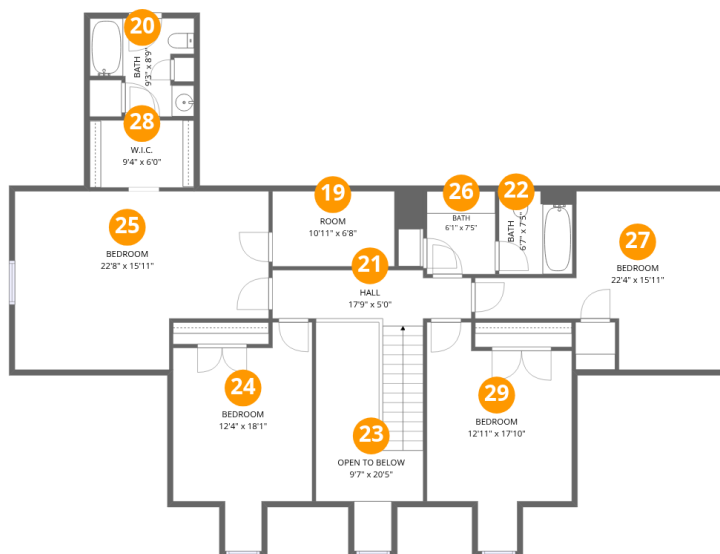 20
BATH
9'3" x 8'9"
28
W.I.C.
9'4" x 6'0"
19
ROOM
10'11" x 6'8"
26
BATH
6'1" x 7'5"
22
BATH
6'7" x 7'5"
25
BEDROOM
22'8" x 15'11"
27
BEDROOM
22'4" x 15'11"
21
HALL
17'9" x 5'0"
24
BEDROOM
12'4" x 18'1"
29
BEDROOM
12'11" x 17'10"
23
OPEN TO BELOW
9'7" x 20'5"